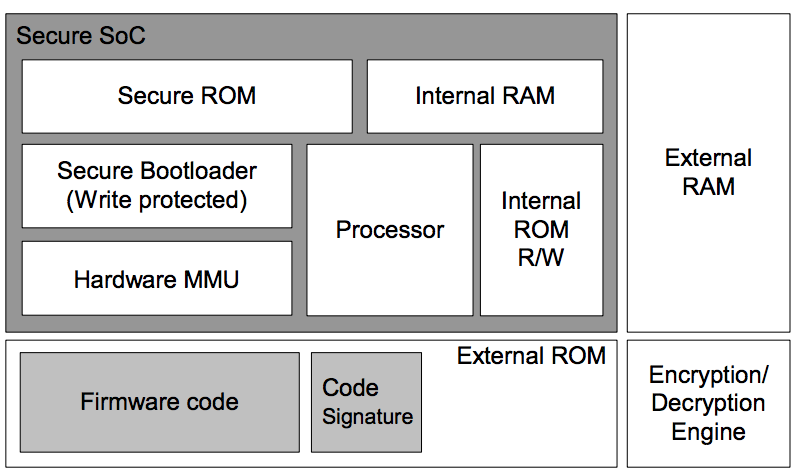 Secure SoC
Secure ROM
Internal RAM
External
RAM
Secure Bootloader
(Write protected)
Processor
Internal
ROM
R/W
Hardware MMU
External ROM
Firmware code
Code
Signature
Encryption/
Decryption
Engine